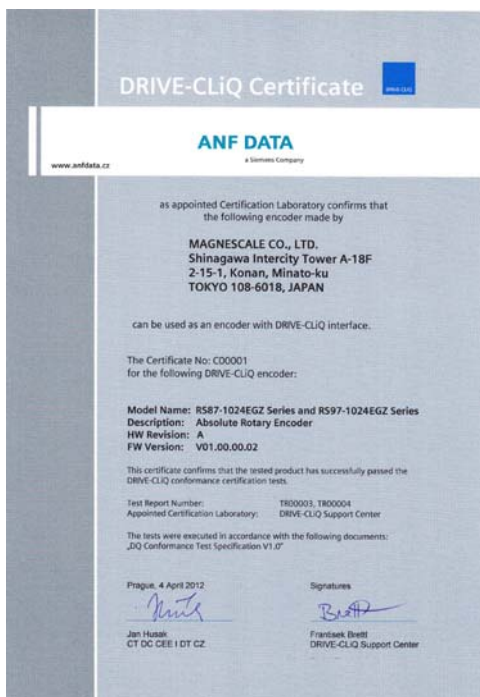 DRIVE-CLiQ Certificate
DRIVE-CLiQ
ANF DATA
a Siemens Company
www.anfdata.cz
as appointed Certification Laboratory confirms that
the following encoder made by
MAGNESCALE CO., LTD.
Shinagawa Intercity Tower A-18F
2-15-1, Konan, Minato-ku
TOKYO 108-6018, JAPAN
can be used as an encoder with DRIVE-CLiQ interface.
The Certificate No: C00001
for the following DRIVE-CLiQ encoder:
Model Name: RS87-1024EGZ Series and RS97-1024EGZ Series
Description: Absolute Rotary Encoder
HW Revision: A
FW Version: V01.00.00.02
This certificate confirms that the tested product has successfully passed the
DRIVE-CLiQ conformance certification tests.
Test Report Number: TR00003, TR00004
Appointed Certification Laboratory: DRIVE-CLiQ Support Center
The tests were executed in accordance with the following documents:
„DQ Conformance Test Specification V1.0"
Prague, 4 April 2012 Signatures
Jan Husak Frantisek Brettl
CT DC CEE I DT CZ DRIVE-CLiQ Support Center